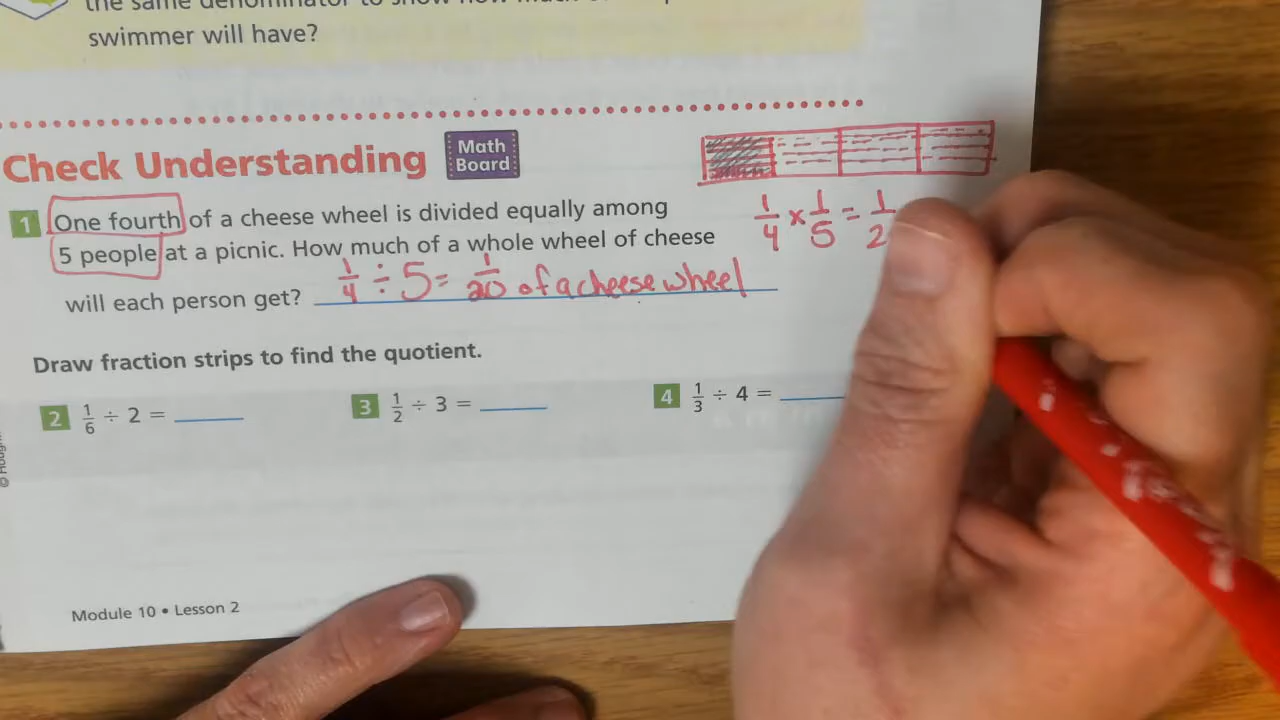 swimmer will have?
Check Understanding
Math
Board
1 One fourth of a cheese wheel is divided equally among
5 people at a picnic. How much of a whole wheel of cheese
will each person get? 1/4 ÷ 5 = 1/20 of a cheese wheel
1/4 x 1/5 = 1/2
Draw fraction strips to find the quotient.
2 1/6 ÷ 2 = 
3 1/2 ÷ 3 = 
4 1/3 ÷ 4 = 
Module 10 • Lesson 2